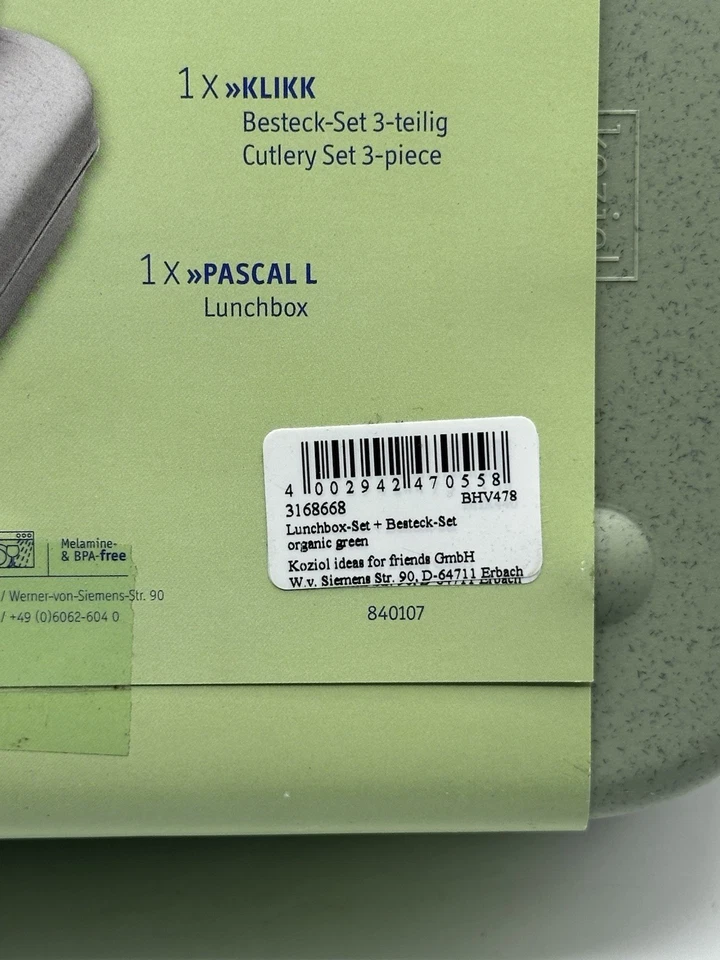 1 x »KLIKK
Besteck-Set 3-teilig
Cutlery Set 3-piece
1 x »PASCAL L
Lunchbox
koziol
4 002942 470558
BHV478
3168668
Lunchbox-Set + Besteck-Set
organic green
Koziol ideas for friends GmbH
W.v. Siemens Str. 90, D-64711 Erbach
840107
Melamine-
& BPA-free
/ Werner-von-Siemens-Str. 90
/ +49 (0)6062-604 0